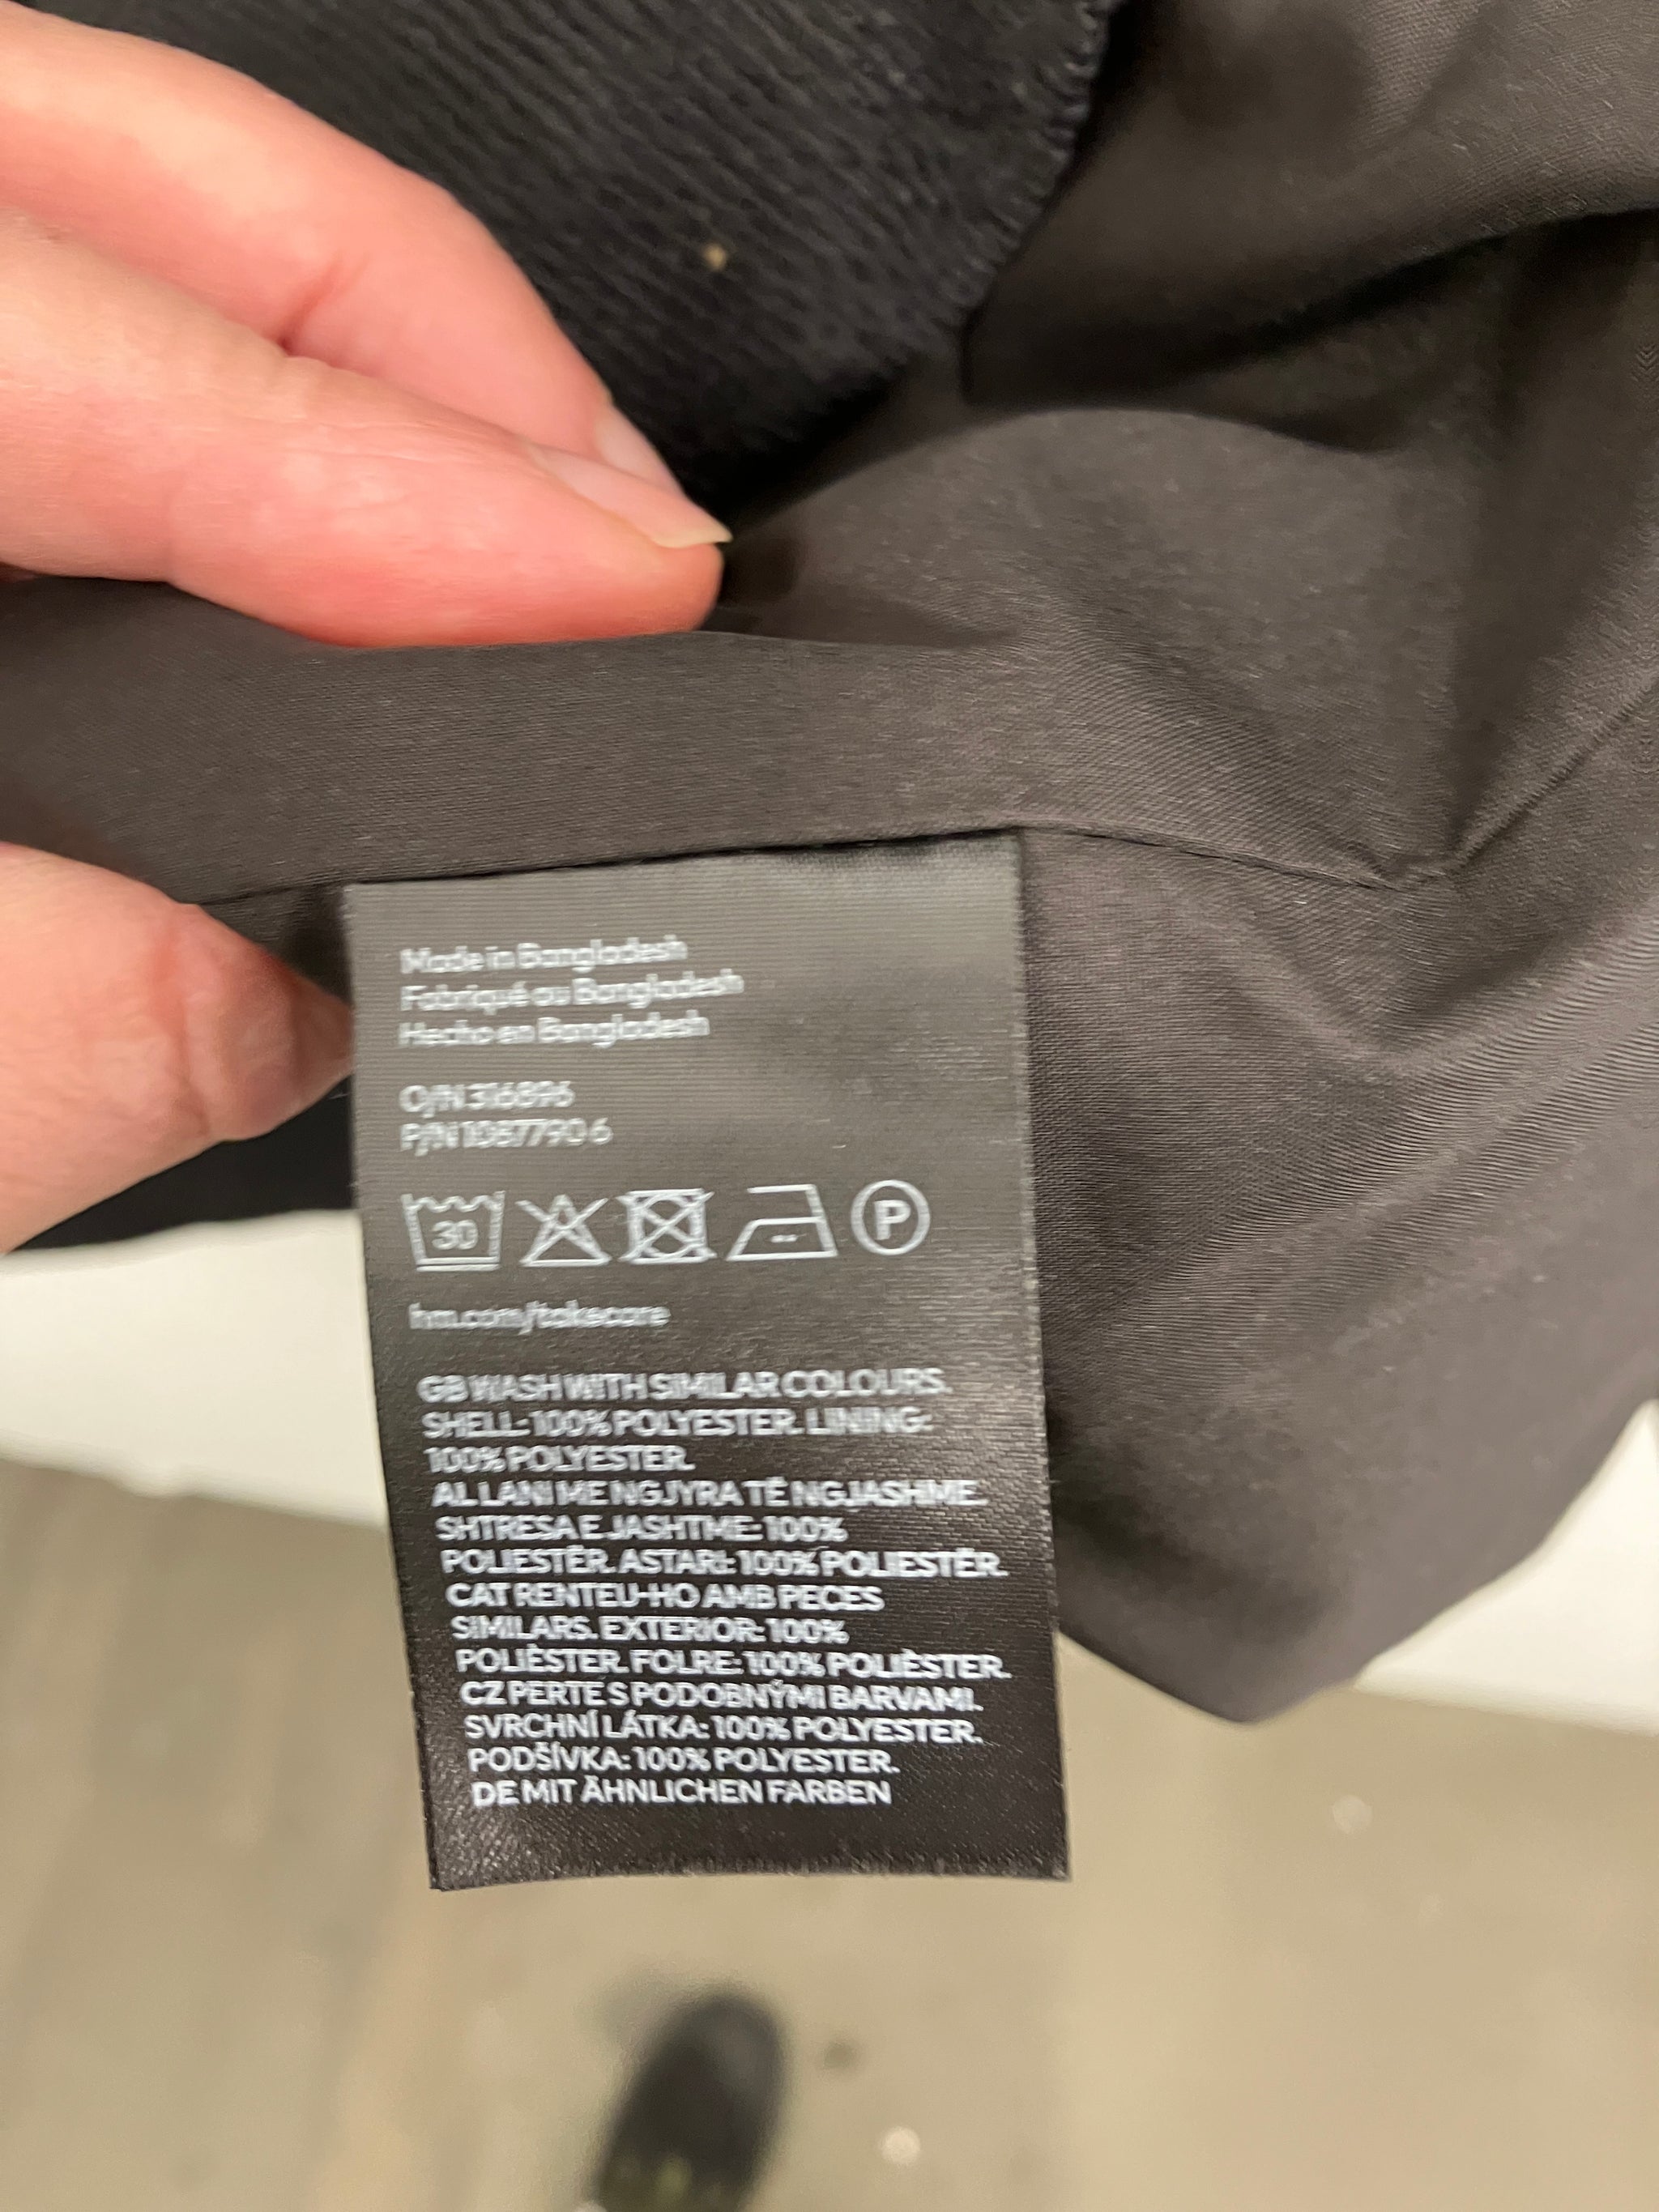 Made in Bangladesh
Fabriqué au Bangladesh
Hecho en Bangladesh
O/N 316896
P/N 1087790 6
30
P
hm.com/takecare
GB WASH WITH SIMILAR COLOURS.
SHELL: 100% POLYESTER. LINING:
100% POLYESTER.
AL LANI ME NGJYRA TË NGJASHME.
SHTRESA E JASHTME: 100%
POLIESTËR. ASTARI: 100% POLIESTËR.
CAT RENTEU-HO AMB PECES
SIMILARS. EXTERIOR: 100%
POLIÈSTER. FOLRE: 100% POLIÈSTER.
CZ PERTE S PODOBNÝMI BARVAMI.
SVRCHNÍ LÁTKA: 100% POLYESTER.
PODŠÍVKA: 100% POLYESTER.
DE MIT ÄHNLICHEN FARBEN